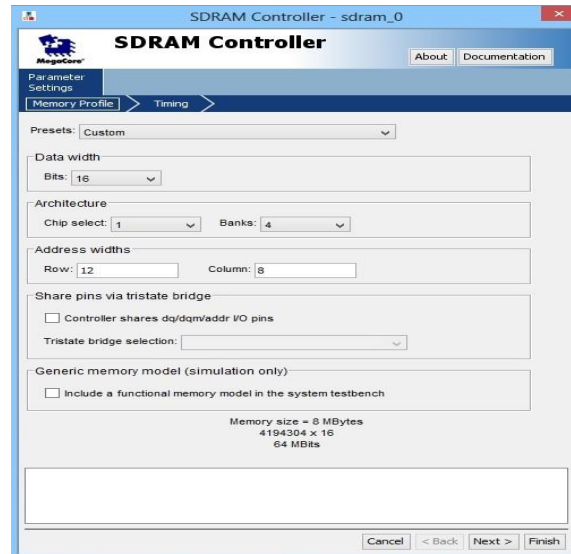 SDRAM Controller - sdram_0
MegaCore®
SDRAM Controller
About
Documentation
Parameter
Settings
Memory Profile
Timing
Presets: Custom
Data width
Bits: 16
Architecture
Chip select: 1 Banks: 4
Address widths
Row: 12 Column: 8
Share pins via tristate bridge
Controller shares dq/dqm/addr I/O pins
Tristate bridge selection:
Generic memory model (simulation only)
Include a functional memory model in the system testbench
Memory size = 8 MBytes
4194304 x 16
64 MBits
Cancel < Back Next > Finish